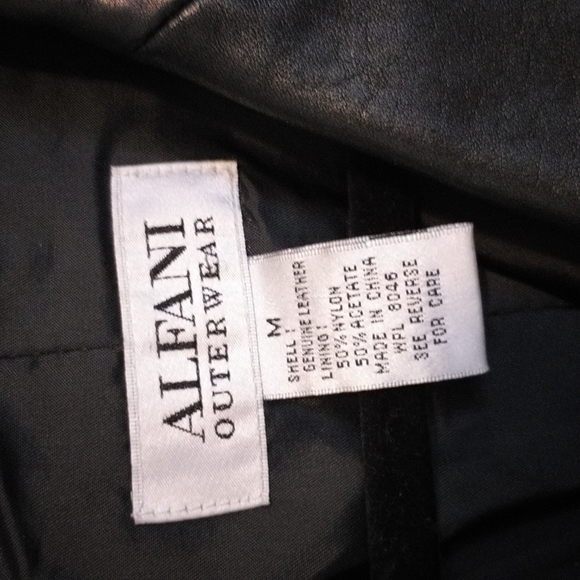 ALFANI
OUTERWEAR
M
SHELL:
GENUINE LEATHER
LINING:
50% NYLON
50% ACETATE
MADE IN CHINA
WPL 8046
SEE REVERSE
FOR CARE